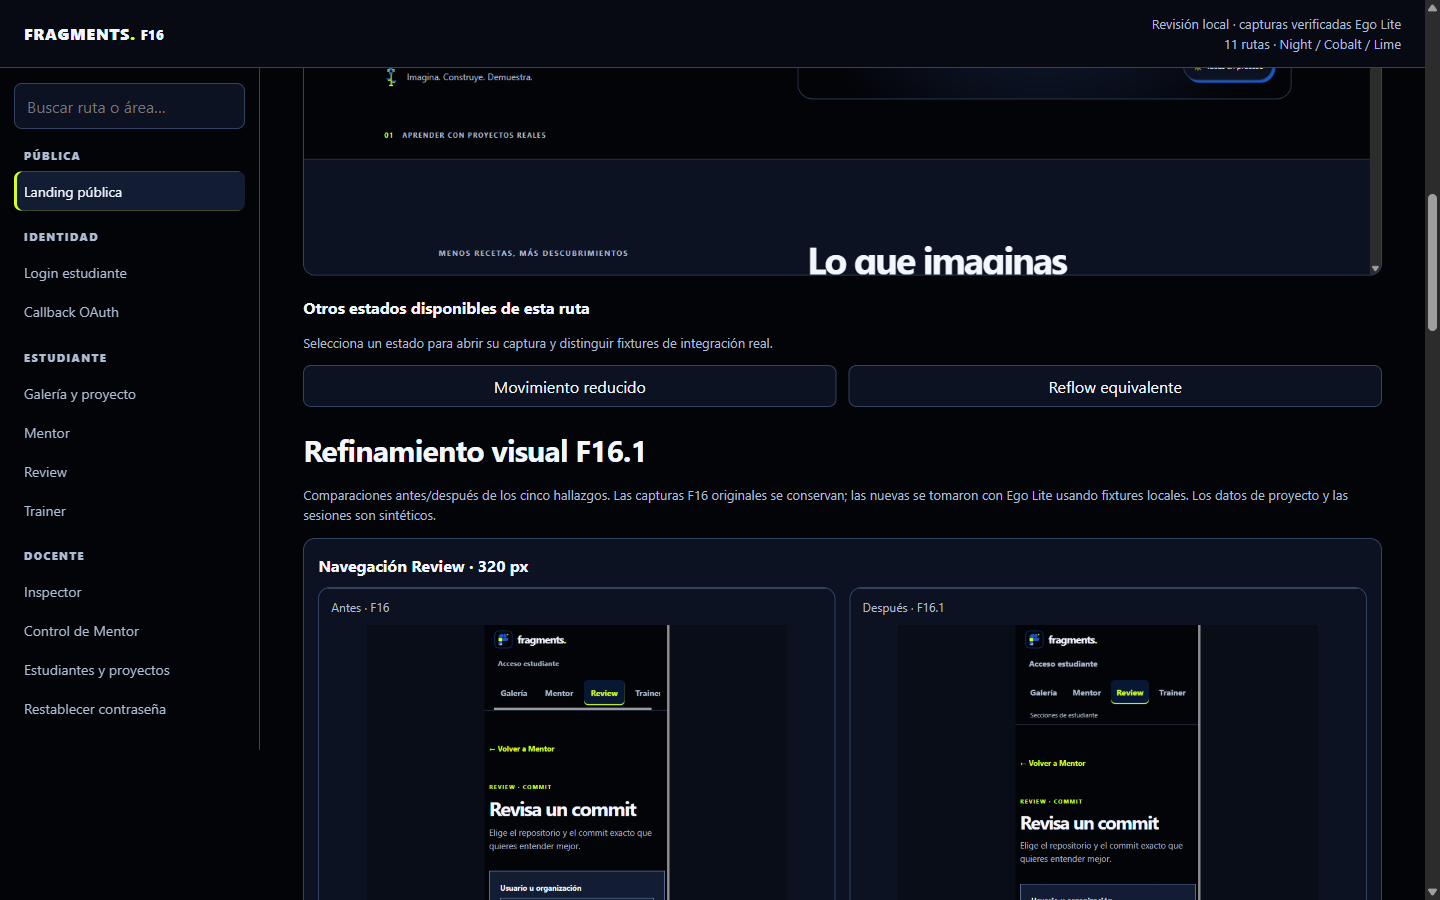 FRAGMENTS. F16
Revisión local · capturas verificadas Ego Lite
11 rutas · Night / Cobalt / Lime
Buscar ruta o área...
PÚBLICA
Landing pública
IDENTIDAD
Login estudiante
Callback OAuth
ESTUDIANTE
Galería y proyecto
Mentor
Review
Trainer
DOCENTE
Inspector
Control de Mentor
Estudiantes y proyectos
Restablecer contraseña
Imagina. Construye. Demuestra.
01 APRENDER CON PROYECTOS REALES
MENOS RECETAS, MÁS DESCUBRIMIENTOS
Lo que imaginas
Otros estados disponibles de esta ruta
Selecciona un estado para abrir su captura y distinguir fixtures de integración real.
Movimiento reducido
Reflow equivalente
Refinamiento visual F16.1
Comparaciones antes/después de los cinco hallazgos. Las capturas F16 originales se conservan; las nuevas se tomaron con Ego Lite usando fixtures locales. Los datos de proyecto y las
sesiones son sintéticos.
Navegación Review · 320 px
Antes · F16
fragments.
Acceso estudiante
Galería Mentor Review Trainer
← Volver a Mentor
REVIEW · COMMIT
Revisa un commit
Elige el repositorio y el commit exacto que
quieres entender mejor.
Usuario u organización
Después · F16.1
fragments.
Acceso estudiante
Galería Mentor Review Trainer
Secciones de estudiante
← Volver a Mentor
REVIEW · COMMIT
Revisa un commit
Elige el repositorio y el commit exacto que
quieres entender mejor.